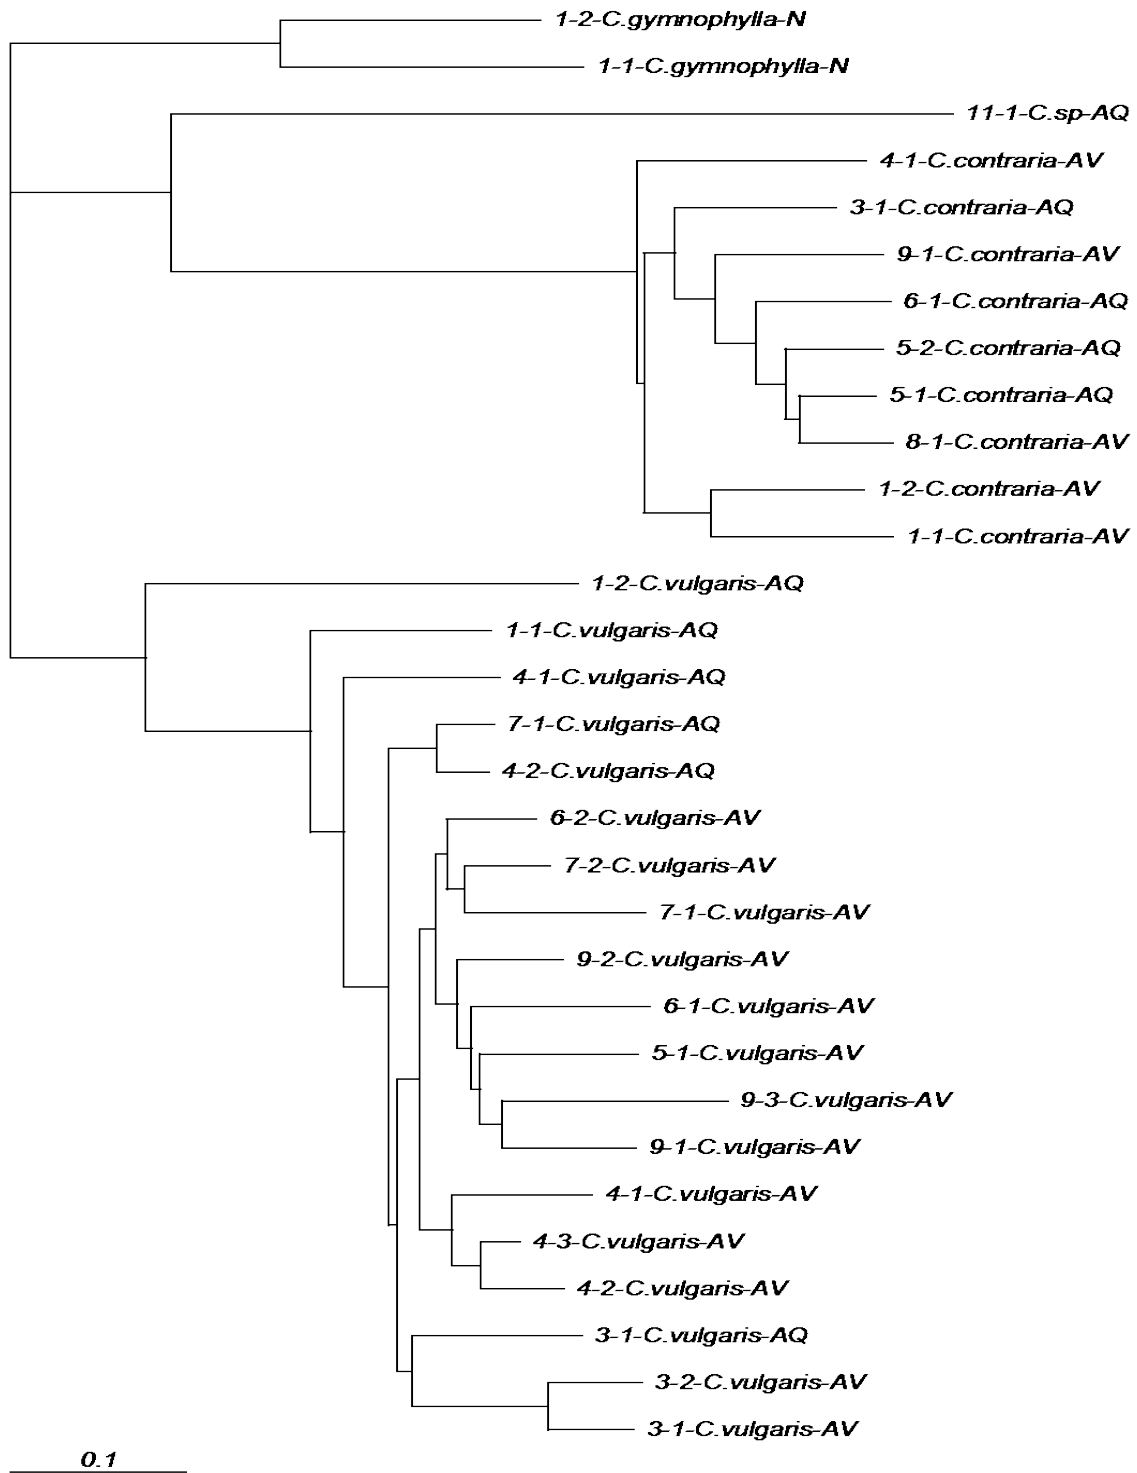 1-2-C.gymnophylla-N
1-1-C.gymnophylla-N
11-1-C.sp-AQ
4-1-C.contraria-AV
3-1-C.contraria-AQ
9-1-C.contraria-AV
6-1-C.contraria-AQ
5-2-C.contraria-AQ
5-1-C.contraria-AQ
8-1-C.contraria-AV
1-2-C.contraria-AV
1-1-C.contraria-AV
1-2-C.vulgaris-AQ
1-1-C.vulgaris-AQ
4-1-C.vulgaris-AQ
7-1-C.vulgaris-AQ
4-2-C.vulgaris-AQ
6-2-C.vulgaris-AV
7-2-C.vulgaris-AV
7-1-C.vulgaris-AV
9-2-C.vulgaris-AV
6-1-C.vulgaris-AV
5-1-C.vulgaris-AV
9-3-C.vulgaris-AV
9-1-C.vulgaris-AV
4-1-C.vulgaris-AV
4-3-C.vulgaris-AV
4-2-C.vulgaris-AV
3-1-C.vulgaris-AQ
3-2-C.vulgaris-AV
3-1-C.vulgaris-AV
0.1